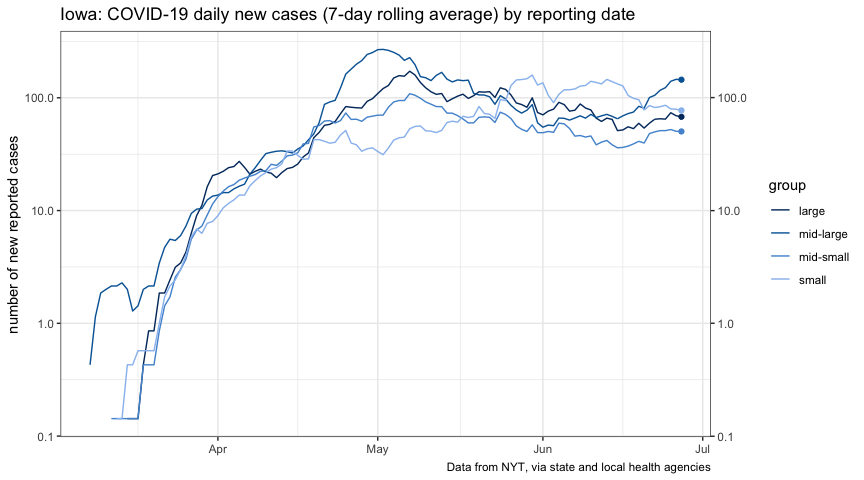 Iowa: COVID-19 daily new cases (7-day rolling average) by reporting date
number of new reported cases
100.0
10.0
1.0
0.1
100.0
10.0
1.0
0.1
Apr
May
Jun
Jul
group
large
mid-large
mid-small
small
Data from NYT, via state and local health agencies